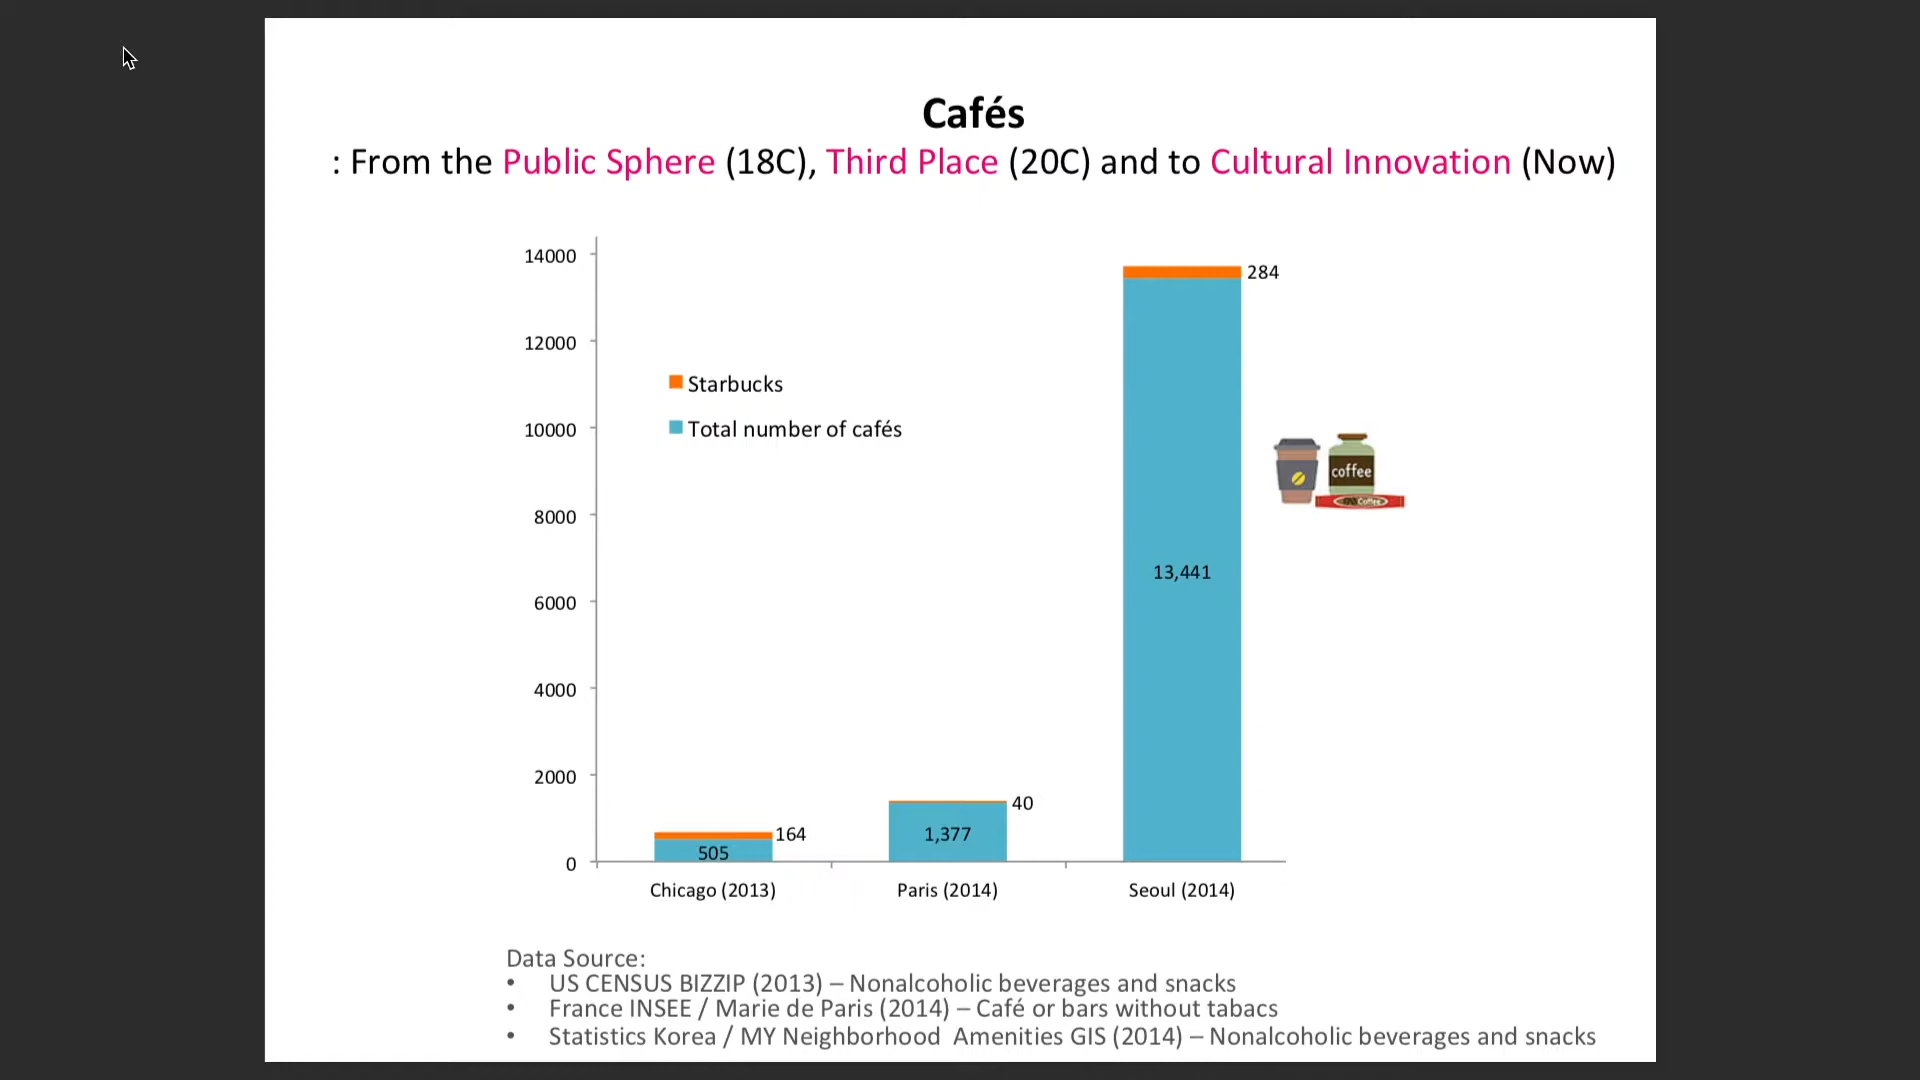 Cafés
: From the Public Sphere (18C), Third Place (20C) and to Cultural Innovation (Now)
14000
12000
10000
8000
6000
4000
2000
0
Starbucks
Total number of cafés
284
13,441
coffee
Coffee
40
1,377
164
505
Chicago (2013)
Paris (2014)
Seoul (2014)
Data Source:
• US CENSUS BIZZIP (2013) – Nonalcoholic beverages and snacks
• France INSEE / Marie de Paris (2014) – Café or bars without tabacs
• Statistics Korea / MY Neighborhood  Amenities GIS (2014) – Nonalcoholic beverages and snacks